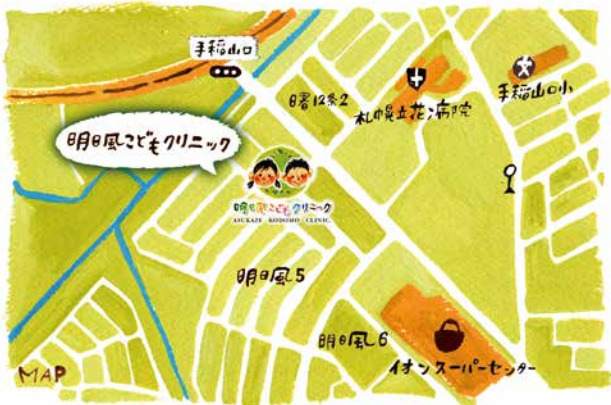 手稲山口
曙12条2
札幌立花病院
手稲山口小
明日風こどもクリニック
明日風こどもクリニック
ASUKAZE KODOMO CLINIC
明日風5
明日風6
イオンスーパーセンター
MAP